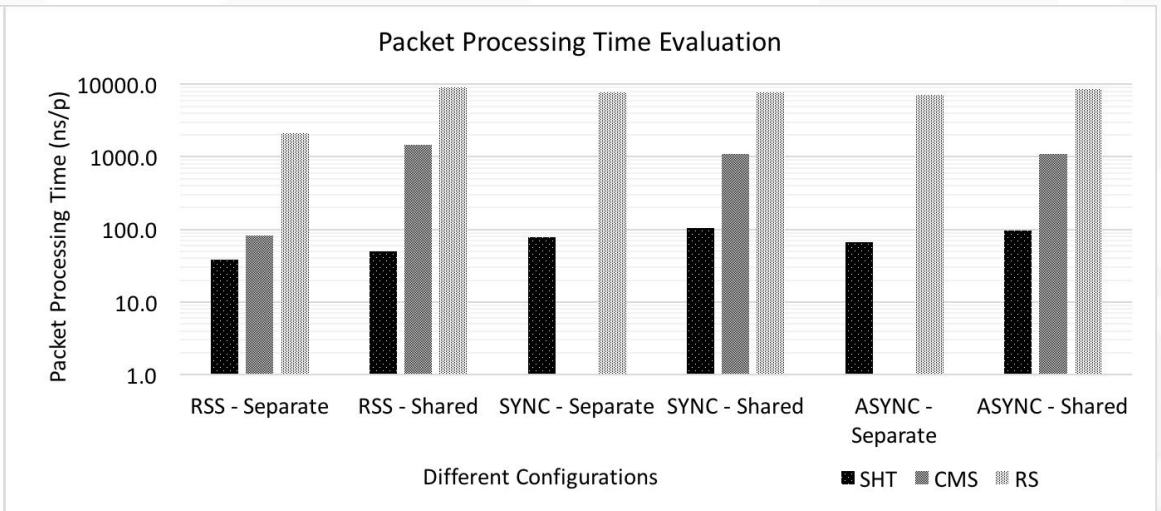 Packet Processing Time Evaluation
Packet Processing Time (ns/p)
10000.0
1000.0
100.0
10.0
1.0
RSS - Separate RSS - Shared SYNC - Separate SYNC - Shared ASYNC - Separate ASYNC - Shared
Different Configurations
SHT CMS RS